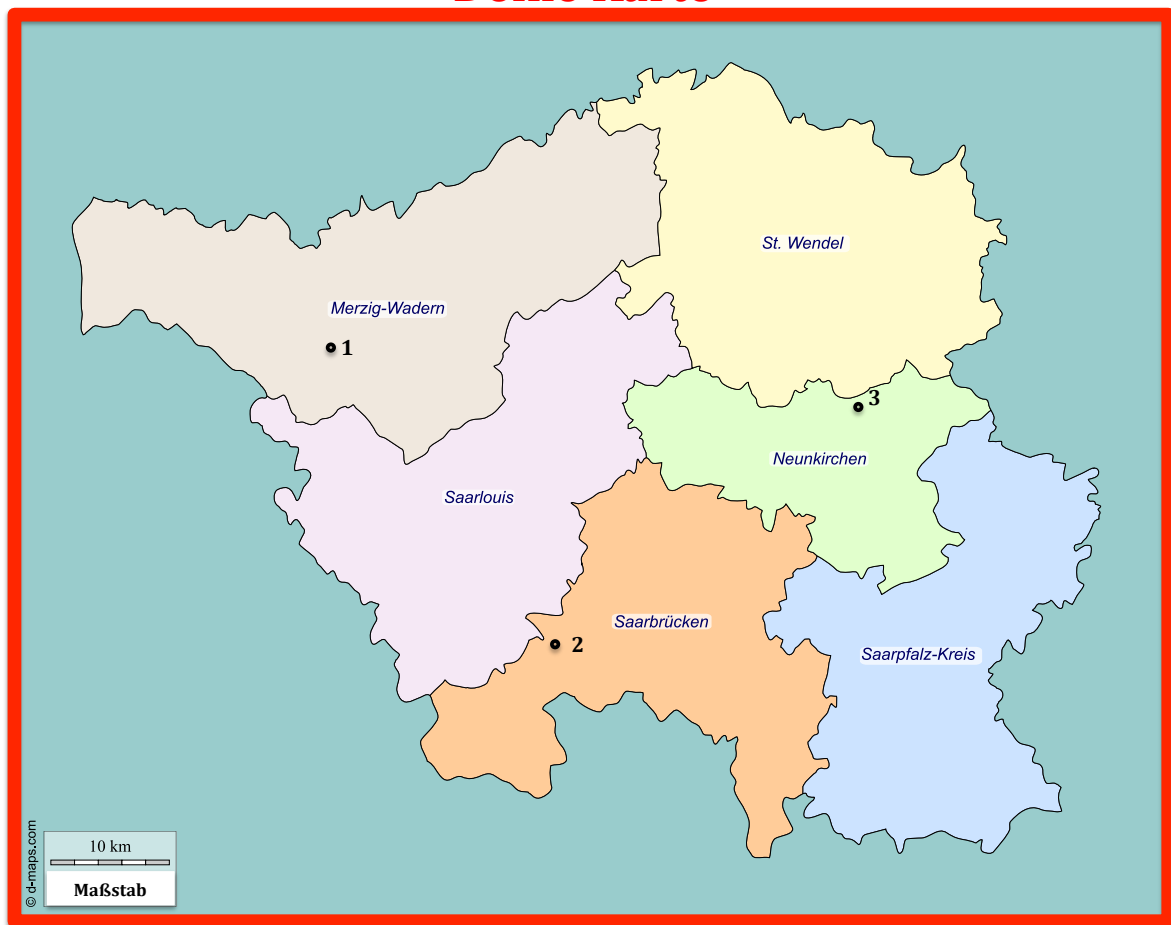 St. Wendel
Merzig-Wadern
1
3
Neunkirchen
Saarlouis
Saarbrücken
2
Saarpfalz-Kreis
10 km
Maßstab
© d-maps.com